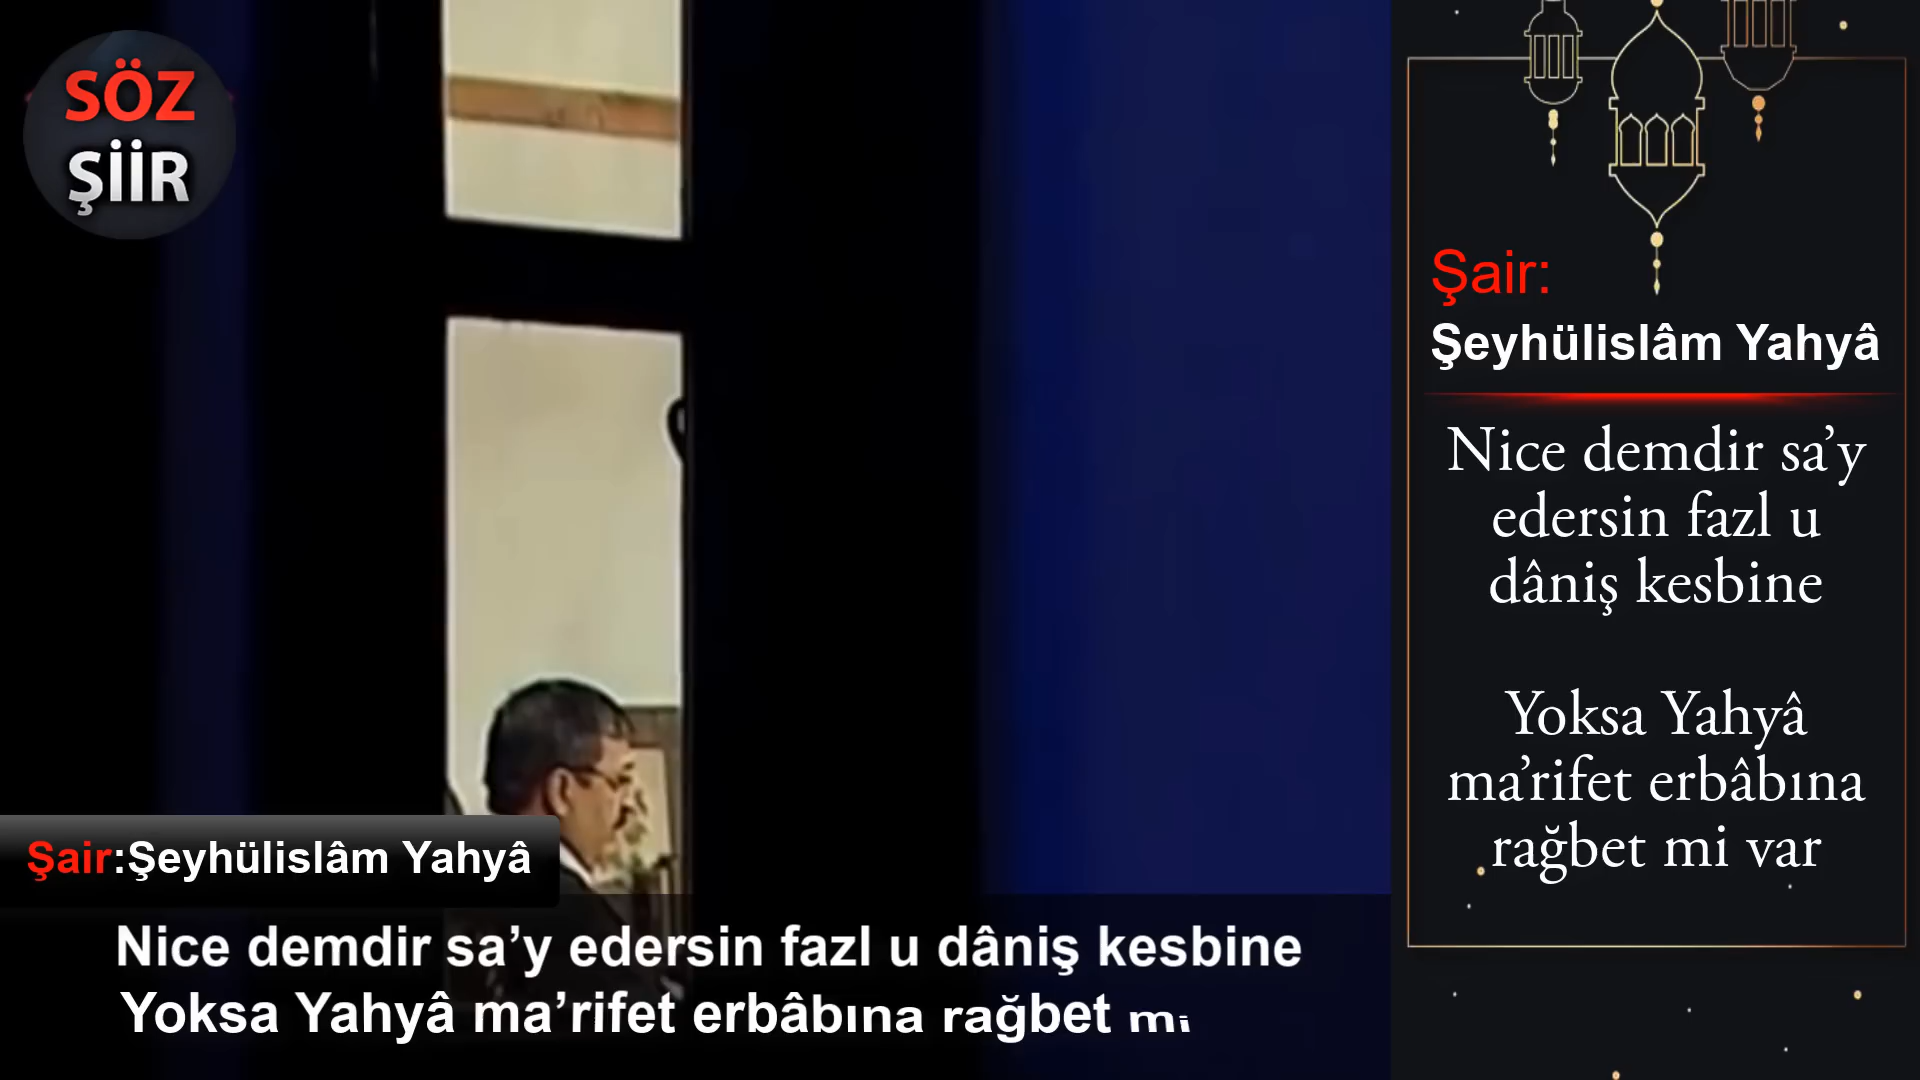 SÖZ
ŞİİR
Şair:
Şeyhülislâm Yahyâ
Nice demdir sa’y
edersin fazl u
dâniş kesbine
Yoksa Yahyâ
ma’rifet erbâbına
rağbet mi var
Şair:Şeyhülislâm Yahyâ
Nice demdir sa’y edersin fazl u dâniş kesbine
Yoksa Yahyâ ma’rifet erbâbına rağbet mi